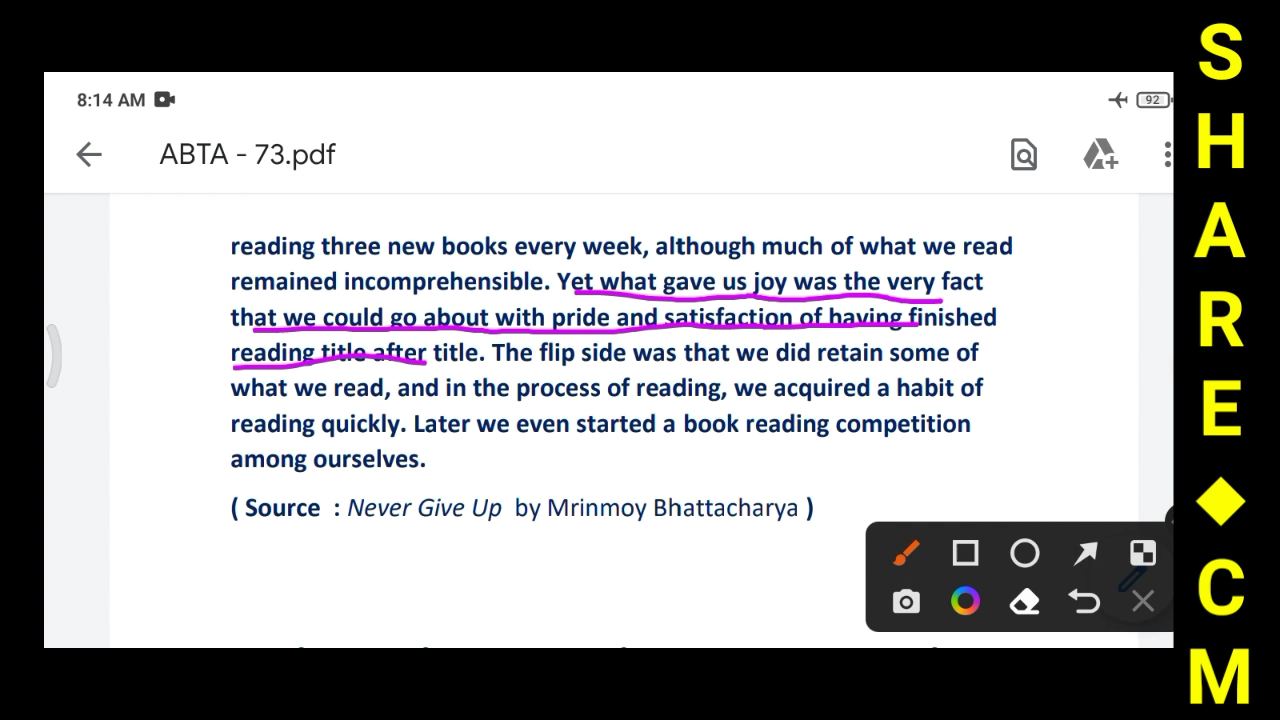 8:14 AM
92
ABTA - 73.pdf
reading three new books every week, although much of what we read
remained incomprehensible. Yet what gave us joy was the very fact
that we could go about with pride and satisfaction of having finished
reading title after title. The flip side was that we did retain some of
what we read, and in the process of reading, we acquired a habit of
reading quickly. Later we even started a book reading competition
among ourselves.
( Source : Never Give Up by Mrinmoy Bhattacharya )
SHARE◆CM